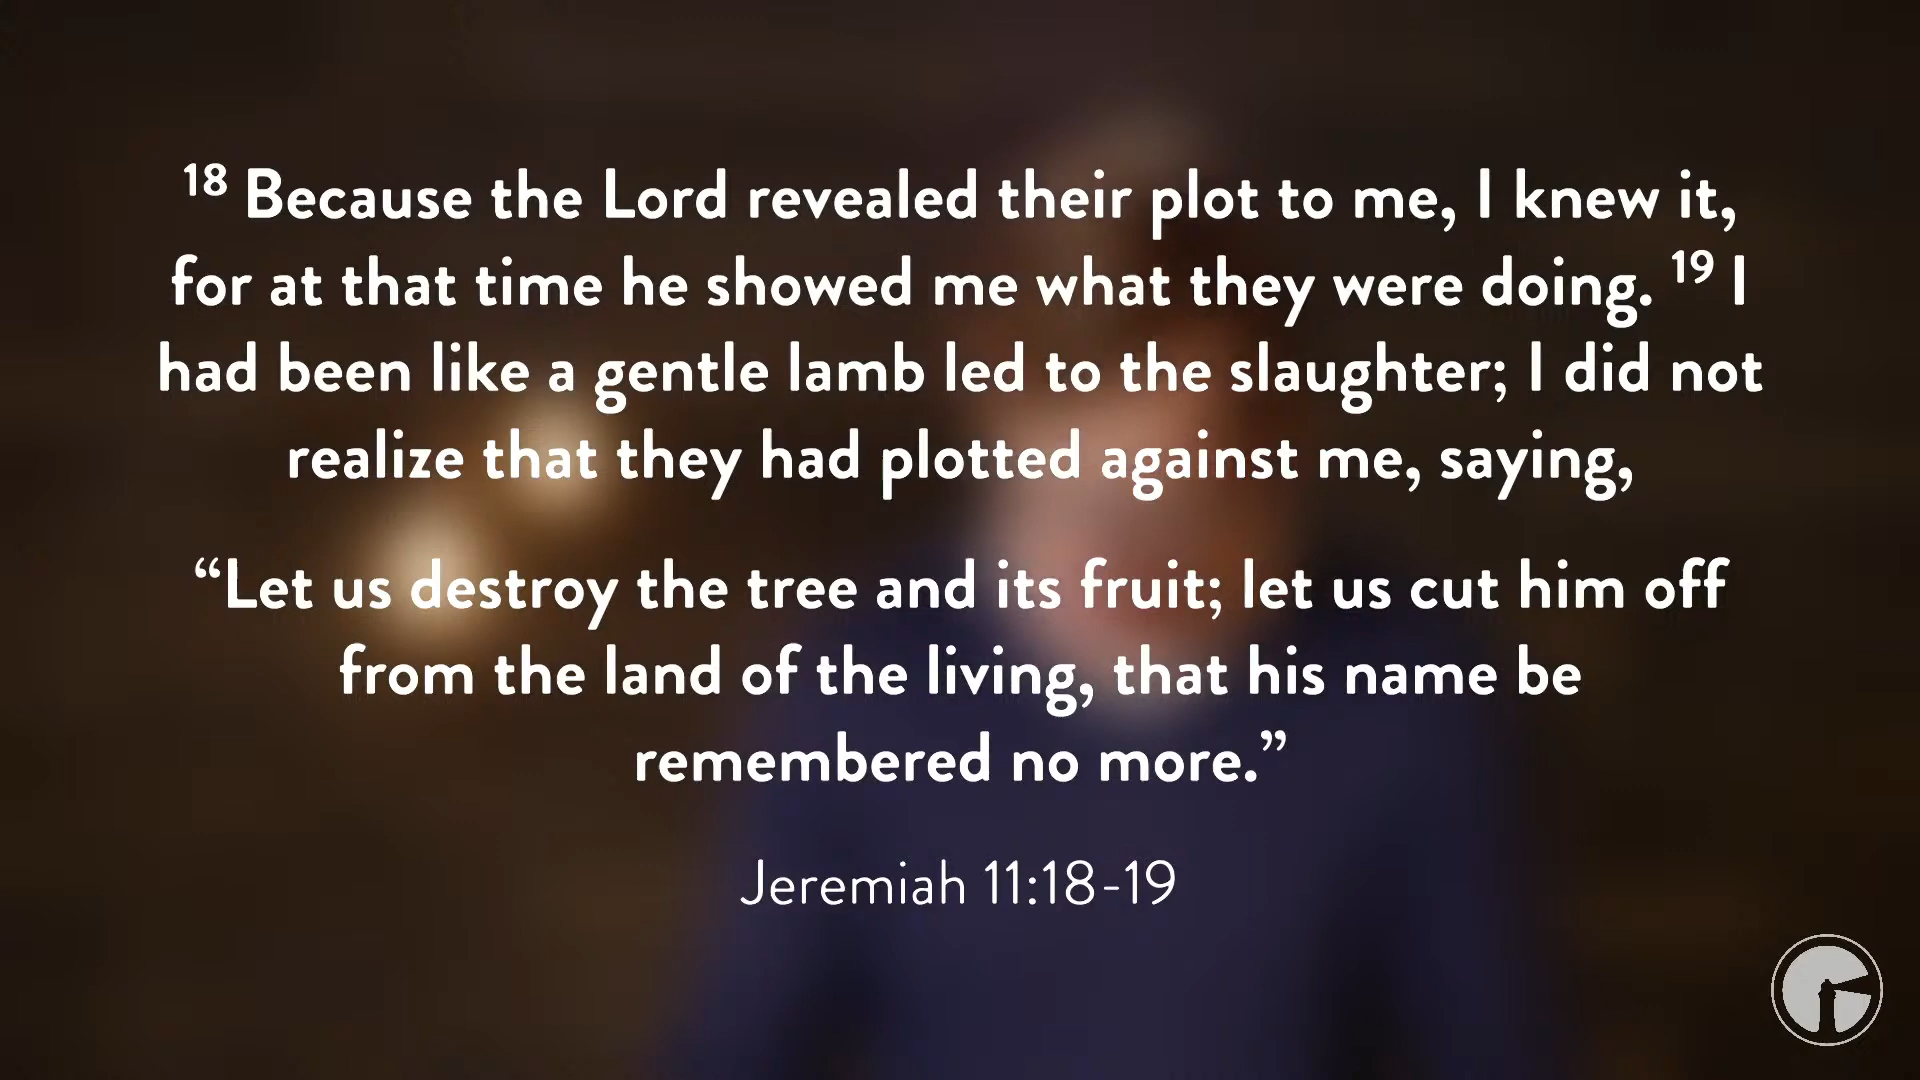 18 Because the Lord revealed their plot to me, I knew it,
for at that time he showed me what they were doing. 19 I
had been like a gentle lamb led to the slaughter; I did not
realize that they had plotted against me, saying,
“Let us destroy the tree and its fruit; let us cut him off
from the land of the living, that his name be
remembered no more.”
Jeremiah 11:18-19